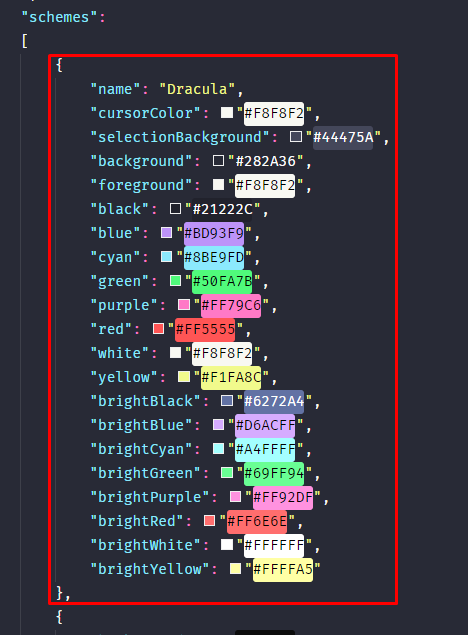 "schemes":
[
{
"name": "Dracula",
"cursorColor": "#F8F8F2",
"selectionBackground": "#44475A",
"background": "#282A36",
"foreground": "#F8F8F2",
"black": "#21222C",
"blue": "#BD93F9",
"cyan": "#8BE9FD",
"green": "#50FA7B",
"purple": "#FF79C6",
"red": "#FF5555",
"white": "#F8F8F2",
"yellow": "#F1FA8C",
"brightBlack": "#6272A4",
"brightBlue": "#D6ACFF",
"brightCyan": "#A4FFFF",
"brightGreen": "#69FF94",
"brightPurple": "#FF92DF",
"brightRed": "#FF6E6E",
"brightWhite": "#FFFFFF",
"brightYellow": "#FFFFA5"
},
{